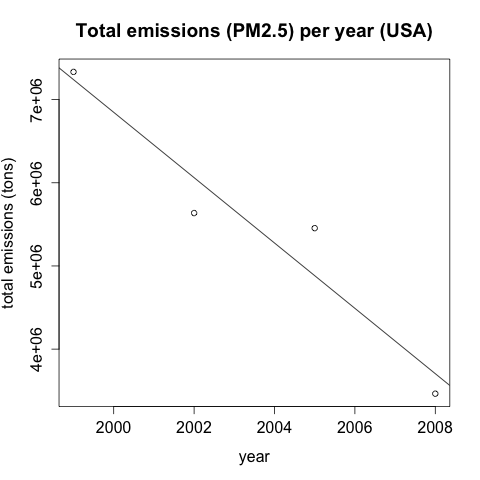 Total emissions (PM2.5) per year (USA)
total emissions (tons)
7e+06
6e+06
5e+06
4e+06
2000 2002 2004 2006 2008
year